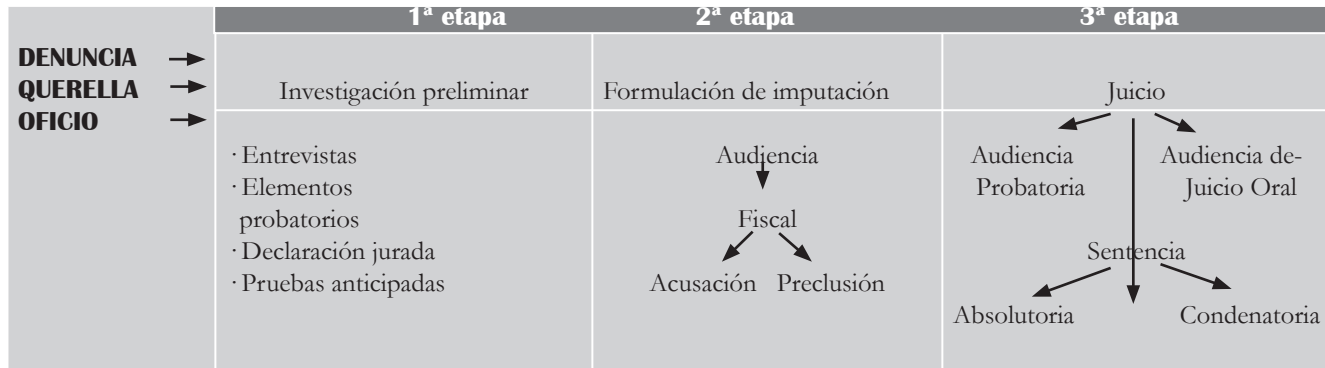 1ª etapa 2ª etapa 3ª etapa
DENUNCIA
QUERELLA
OFICIO
Investigación preliminar
· Entrevistas
· Elementos
probatorios
· Declaración jurada
· Pruebas anticipadas
Formulación de imputación
Audiencia
Fiscal
Acusación Preclusión
Juicio
Audiencia
Probatoria
Audiencia de-
Juicio Oral
Sentencia
Absolutoria Condenatoria